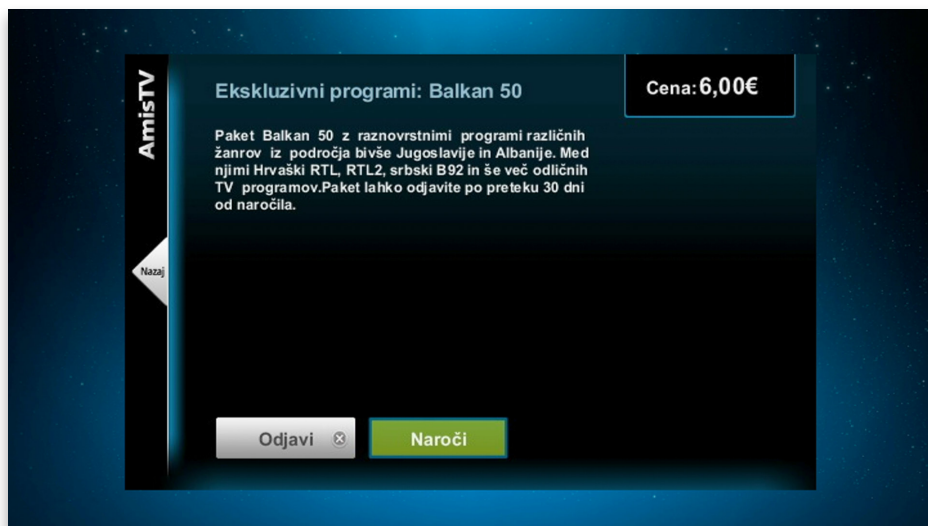 AmisTV
Ekskluzivni programi: Balkan 50
Cena:6,00€
Paket Balkan 50 z raznovrstnimi programi različnih
žanrov iz področja bivše Jugoslavije in Albanije. Med
njimi Hrvaški RTL, RTL2, srbski B92 in še več odličnih
TV programov.Paket lahko odjavite po preteku 30 dni
od naročila.
Nazaj
Odjavi
Naroči